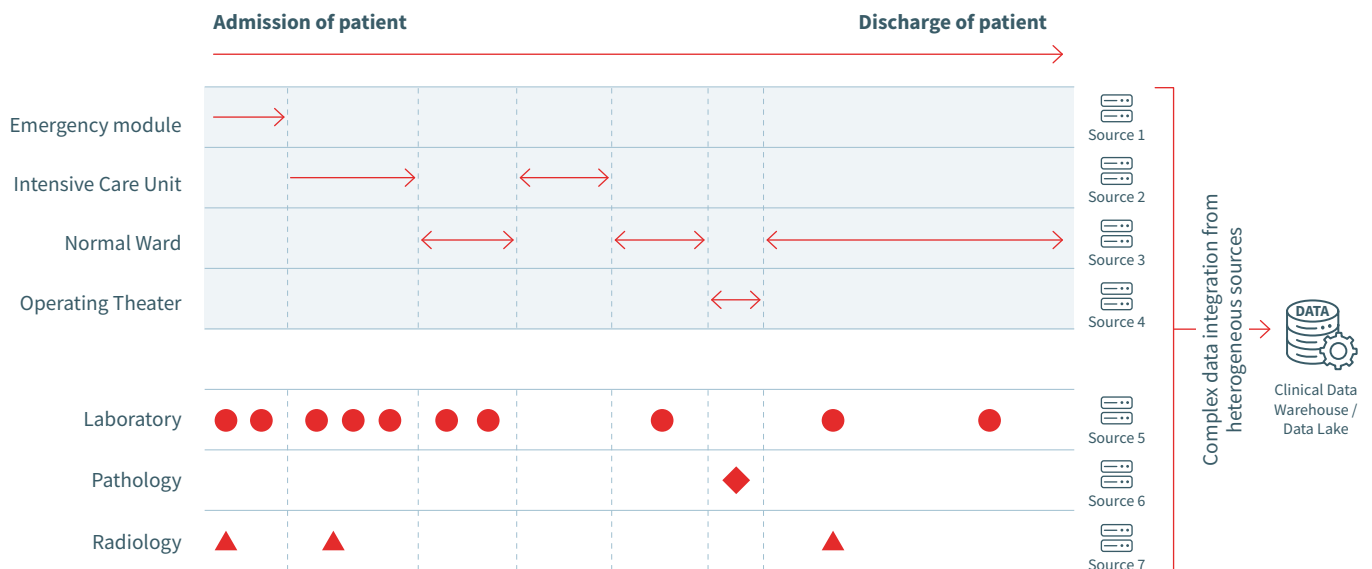 Admission of patient
Discharge of patient
Emergency module
Source 1
Intensive Care Unit
Source 2
Normal Ward
Source 3
Operating Theater
Source 4
Laboratory
Source 5
Pathology
Source 6
Radiology
Source 7
Complex data integration from
heterogeneous sources
DATA
Clinical Data
Warehouse /
Data Lake